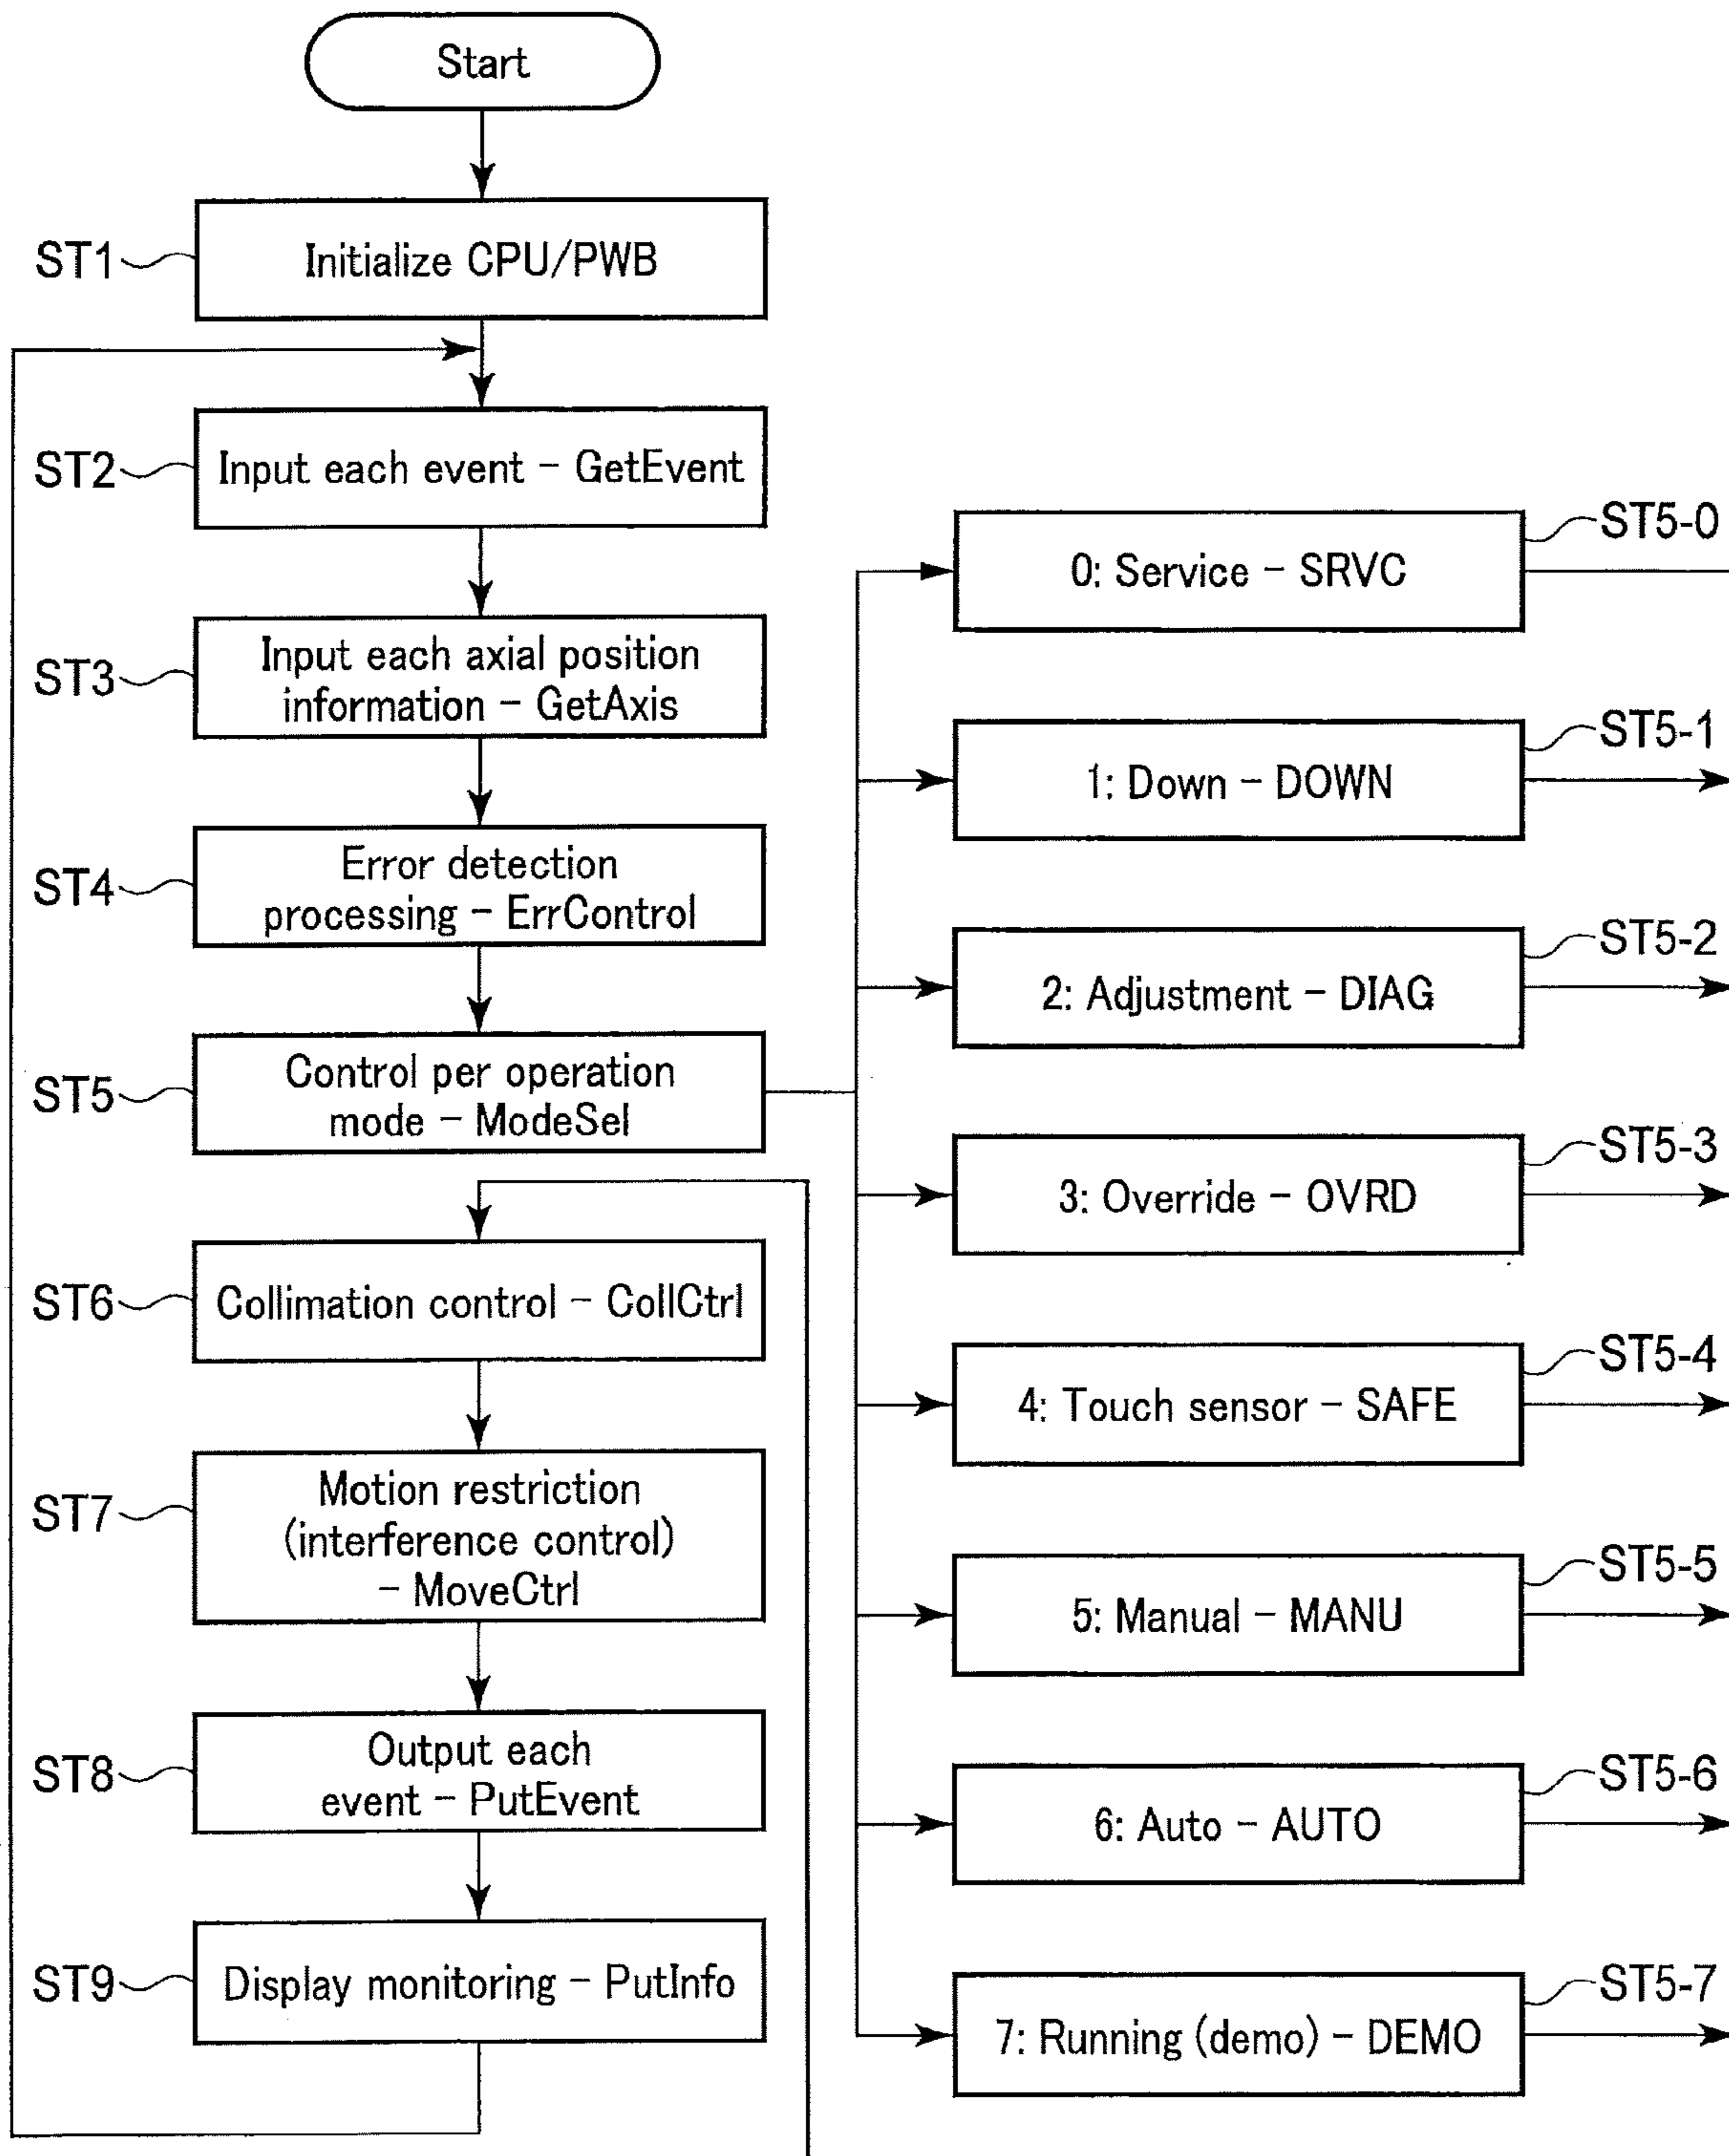 Start
ST1
Initialize CPU/PWB
ST2
Input each event – GetEvent
ST3
Input each axial position
information – GetAxis
ST4
Error detection
processing – ErrControl
ST5
Control per operation
mode – ModeSel
ST6
Collimation control – CollCtrl
ST7
Motion restriction
(interference control)
– MoveCtrl
ST8
Output each
event – PutEvent
ST9
Display monitoring – PutInfo
ST5-0
0: Service – SRVC
ST5-1
1: Down – DOWN
ST5-2
2: Adjustment – DIAG
ST5-3
3: Override – OVRD
ST5-4
4: Touch sensor – SAFE
ST5-5
5: Manual – MANU
ST5-6
6: Auto – AUTO
ST5-7
7: Running (demo) – DEMO